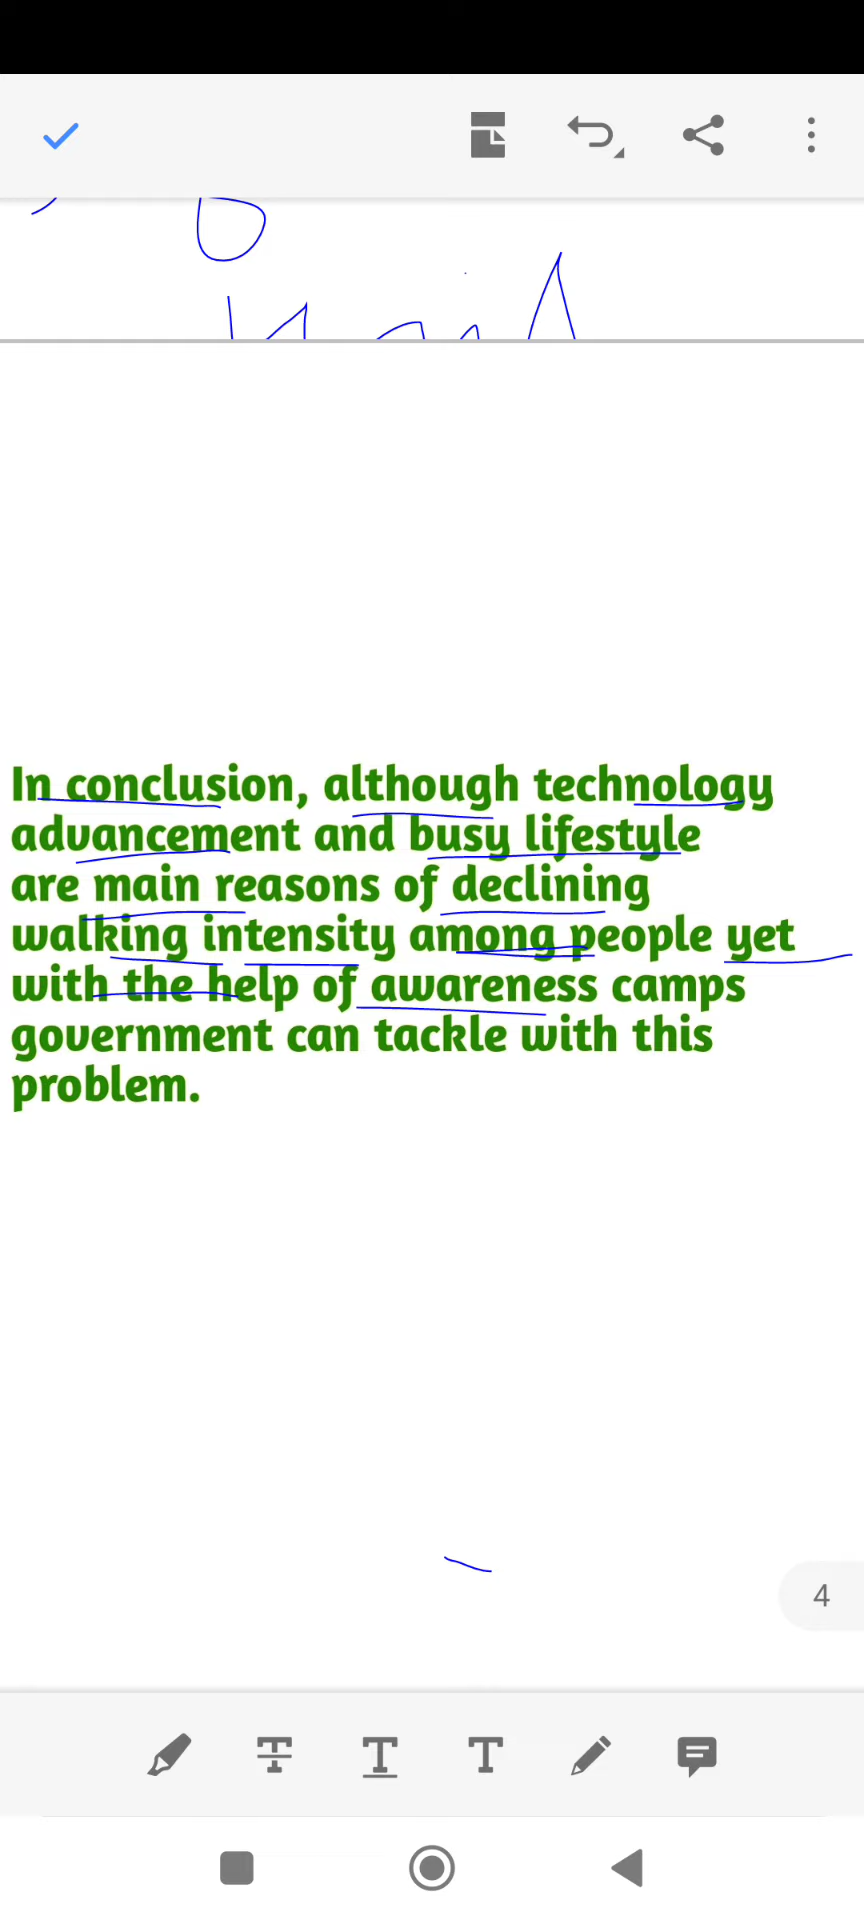 In conclusion, although technology
advancement and busy lifestyle
are main reasons of declining
walking intensity among people yet
with the help of awareness camps
government can tackle with this
problem.
4